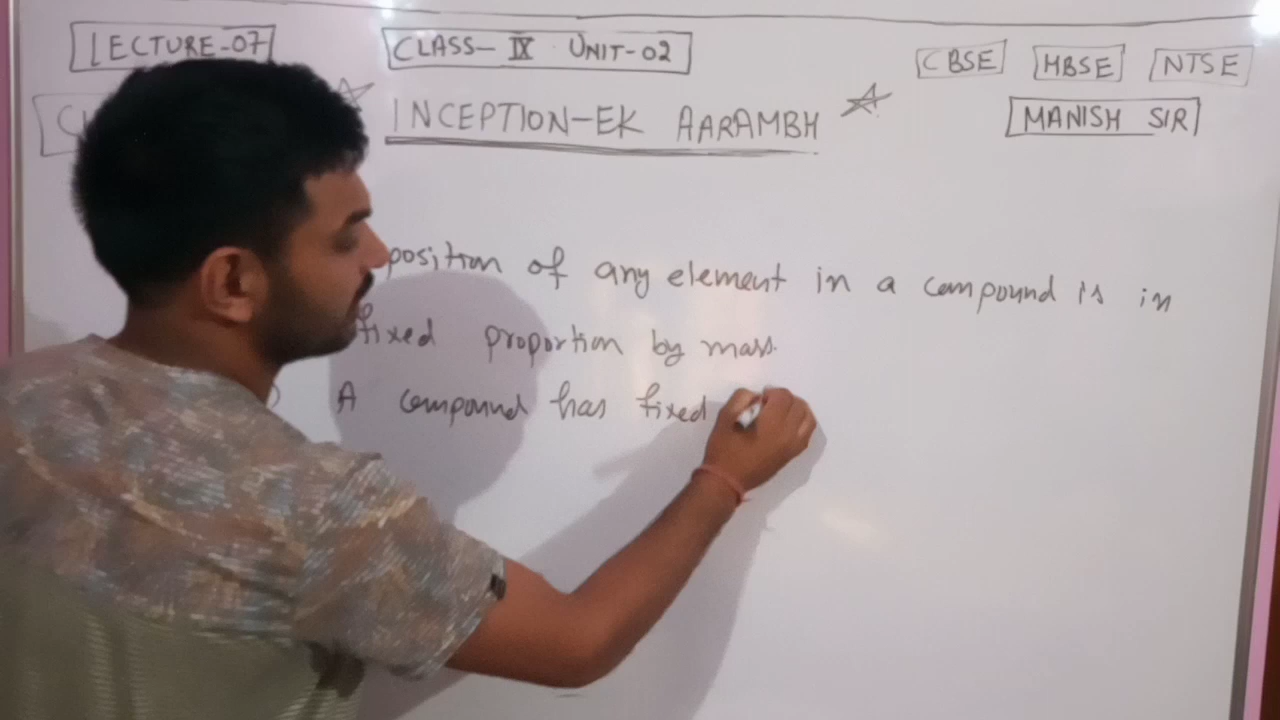 LECTURE-07
CLASS-IX UNIT-02
CBSE
HBSE
NTSE
INCEPTION-EK AARAMBH
MANISH SIR
position of any element in a compound is in
fixed proportion by mass.
A compound has fixed